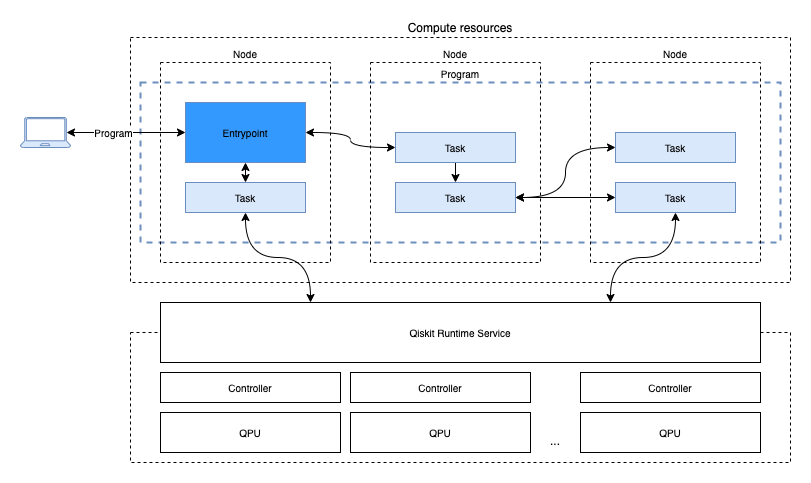 Compute resources
Node
Node
Node
Program
Program
Entrypoint
Task
Task
Task
Task
Task
Qiskit Runtime Service
Controller
Controller
Controller
QPU
QPU
...
QPU